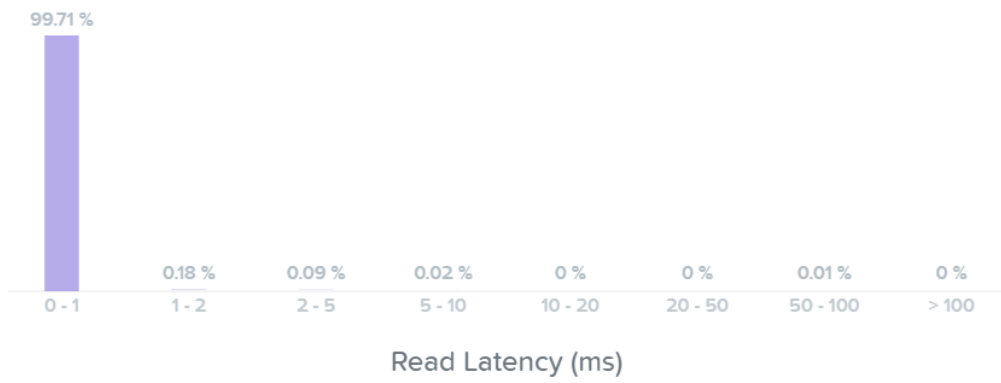 99.71 %
0.18 % 0.09 % 0.02 % 0 % 0 % 0.01 % 0 %
0 - 1 1 - 2 2 - 5 5 - 10 10 - 20 20 - 50 50 - 100 > 100
Read Latency (ms)